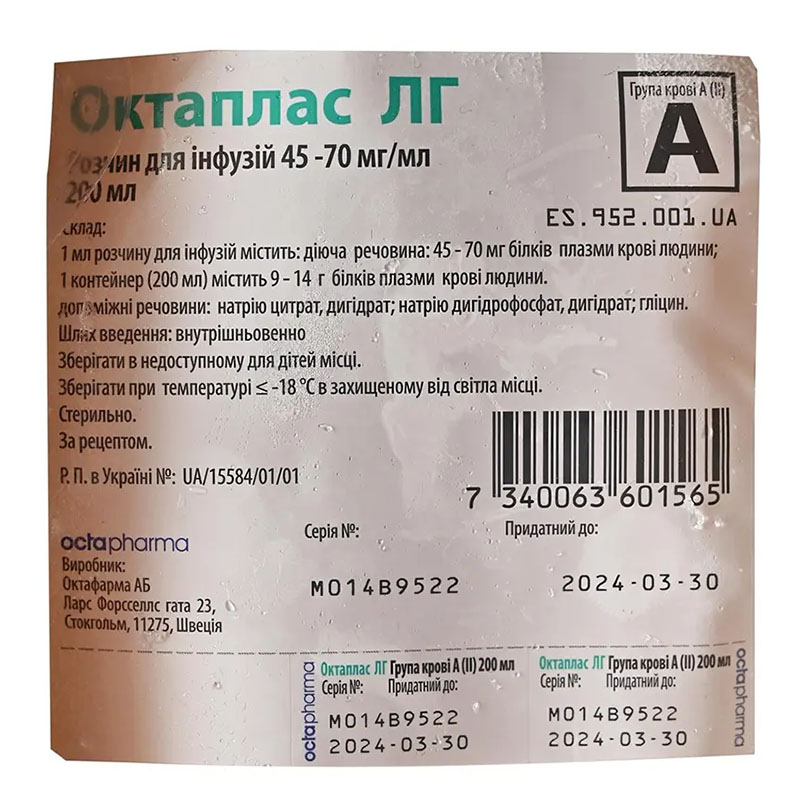 Октаплас ЛГ
Розчин для інфузій 45 -70 мг/мл
200 мл
Група крові А (II)
A
ES.952.001.UA
Склад:
1 мл розчину для інфузій містить: діюча речовина: 45 - 70 мг білків плазми крові людини;
1 контейнер (200 мл) містить 9 – 14 г білків плазми крові людини.
допоміжні речовини: натрію цитрат, дигідрат; натрію дигідрофосфат, дигідрат; гліцин.
Шлях введення: внутрішньовенно
Зберігати в недоступному для дітей місці.
Зберігати при температурі ≤ -18 °С в захищеному від світла місці.
Стерильно.
За рецептом.
Р. П. в Україні №: UA/15584/01/01
7 340063 601565
octapharma
Виробник:
Октафарма АБ
Ларс Форсселлс гата 23,
Стокгольм, 11275, Швеція
Серія №:
M014B9522
Придатний до:
2024-03-30
octapharma
Октаплас ЛГ Група крові А (II) 200 мл
Серія №: Придатний до:
M014B9522
2024-03-30
Октаплас ЛГ Група крові А (II) 200 мл
Серія №: Придатний до:
M014B9522
2024-03-30
octapharma